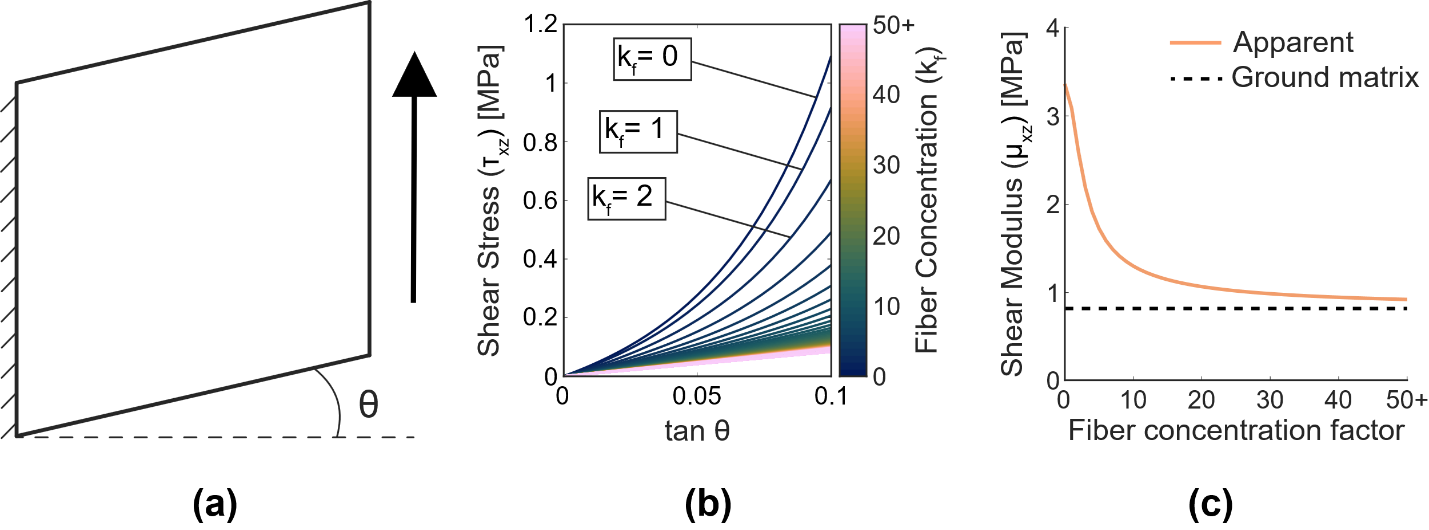 θ
(a)
Shear Stress (τxz) [MPa]
1.2
1
0.8
0.6
0.4
0.2
0
kf= 0
kf= 1
kf= 2
0
0.05
0.1
tan θ
50+
40
30
20
10
0
Fiber Concentration (kf)
(b)
Shear Modulus (μxz) [MPa]
4
3
2
1
0
Apparent
Ground matrix
0
10
20
30
40
50+
Fiber concentration factor
(c)